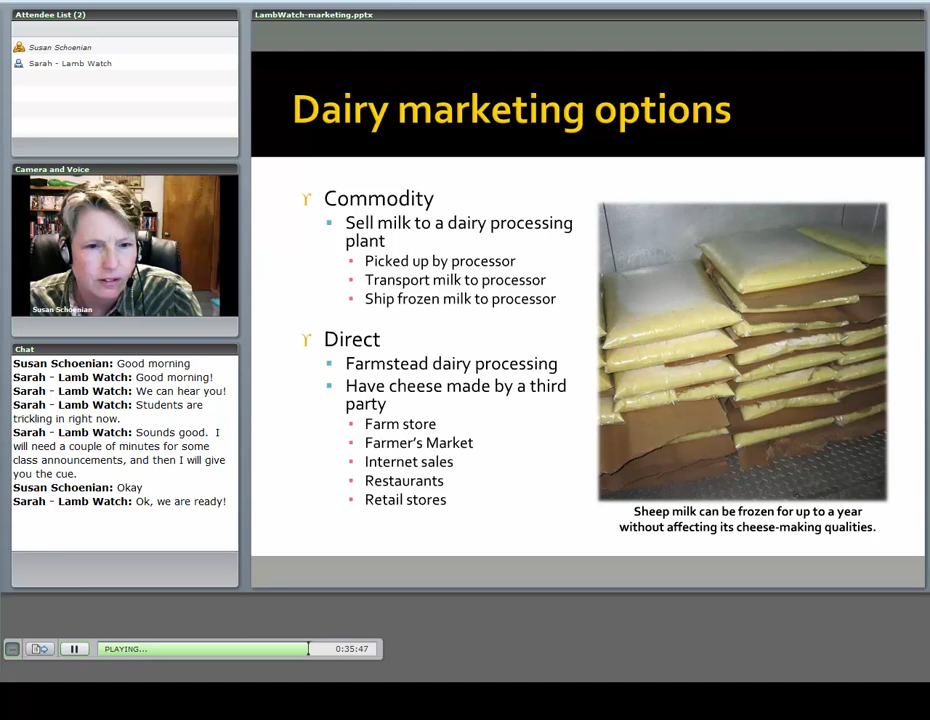 Attendee List (2)
Susan Schoenian
Sarah - Lamb Watch
Camera and Voice
Susan Schoenian
Chat
Susan Schoenian: Good morning
Sarah - Lamb Watch: Good morning!
Sarah - Lamb Watch: We can hear you!
Sarah - Lamb Watch: Students are
trickling in right now.
Sarah - Lamb Watch: Sounds good.  I
will need a couple of minutes for some
class announcements, and then I will give
you the cue.
Susan Schoenian: Okay
Sarah - Lamb Watch: Ok, we are ready!
LambWatch-marketing.pptx
Dairy marketing options
Commodity
Sell milk to a dairy processing
plant
Picked up by processor
Transport milk to processor
Ship frozen milk to processor
Direct
Farmstead dairy processing
Have cheese made by a third
party
Farm store
Farmer's Market
Internet sales
Restaurants
Retail stores
Sheep milk can be frozen for up to a year
without affecting its cheese-making qualities.
PLAYING...
0:35:47